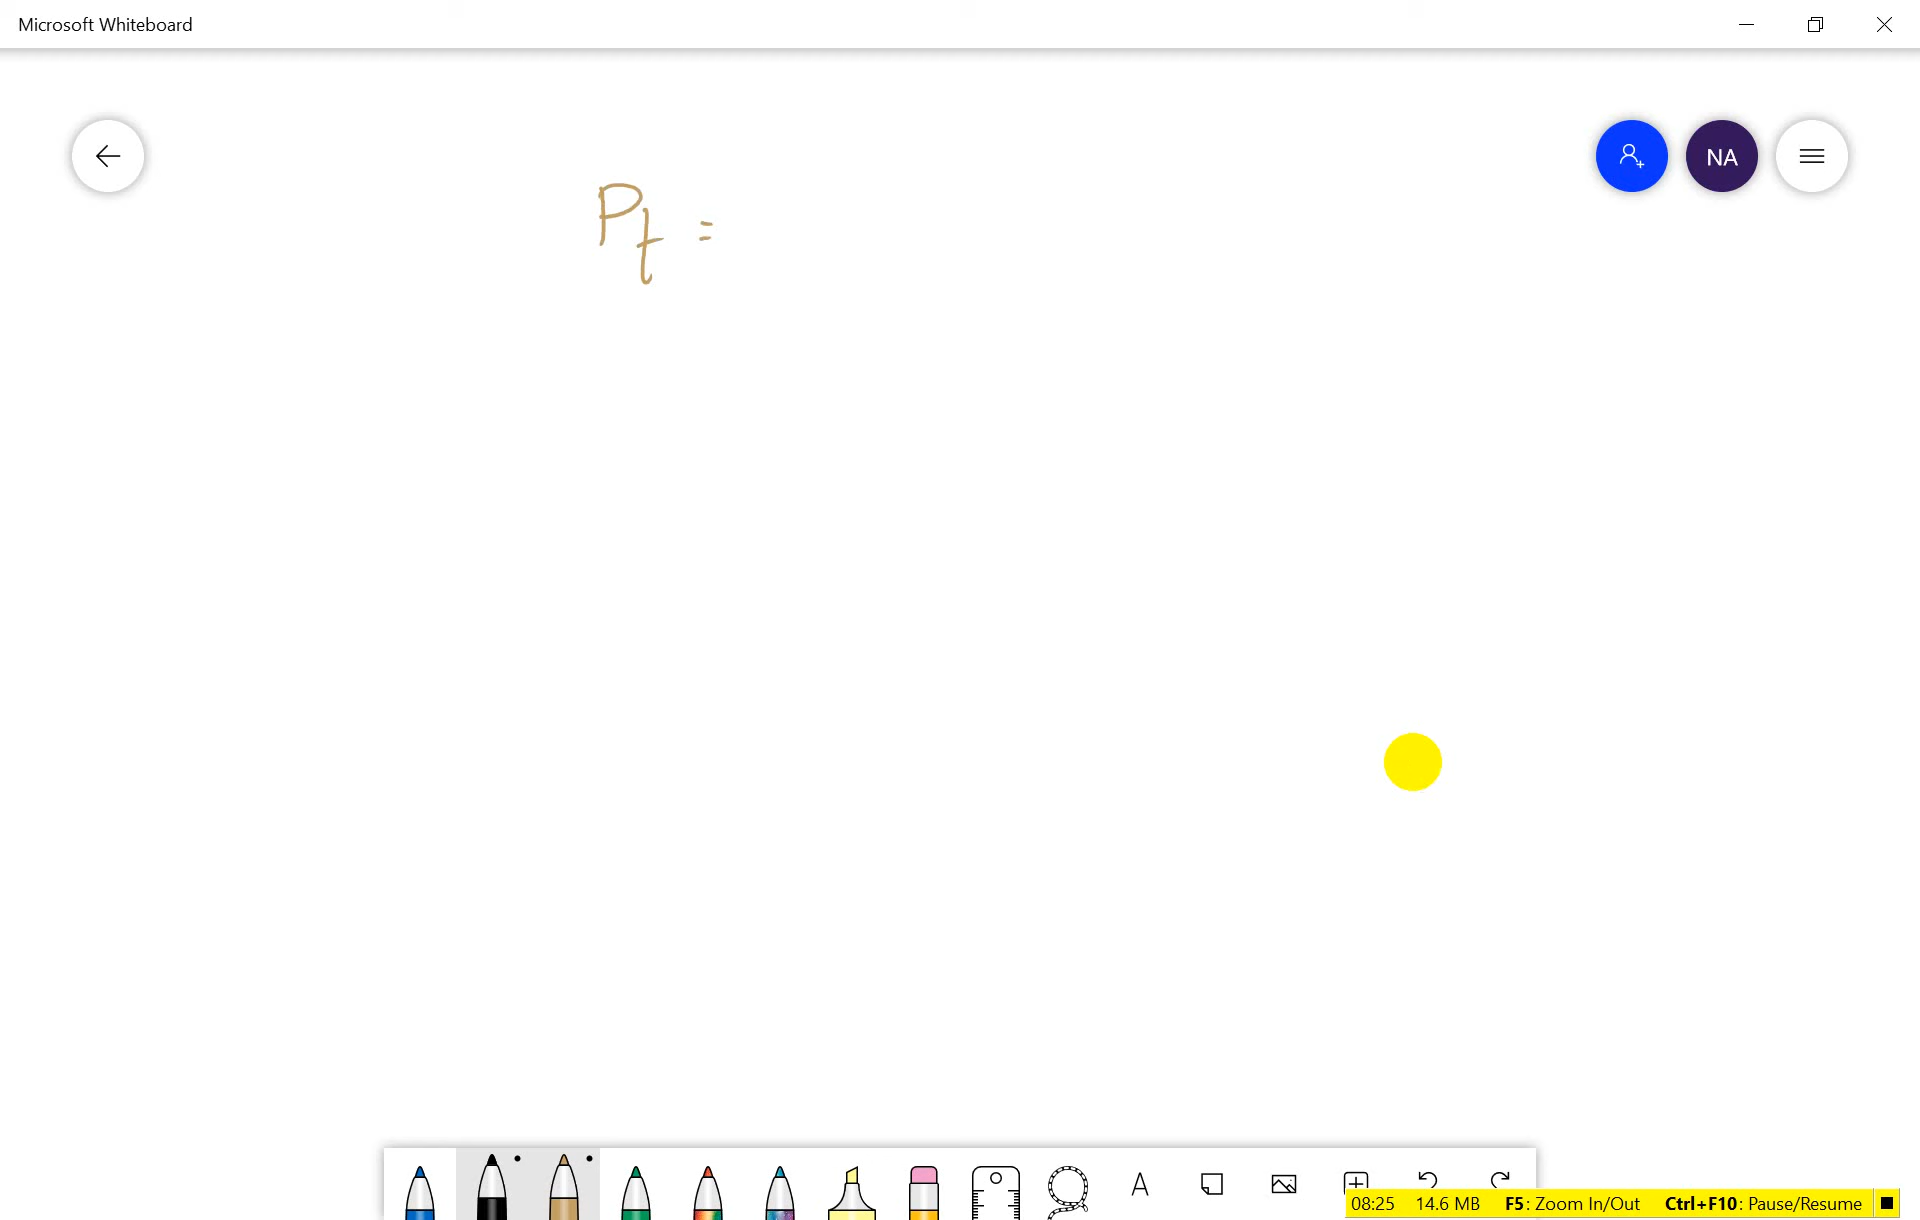 Microsoft Whiteboard
NA
Pt =
08:25 14.6 MB F5: Zoom In/Out Ctrl+F10: Pause/Resume